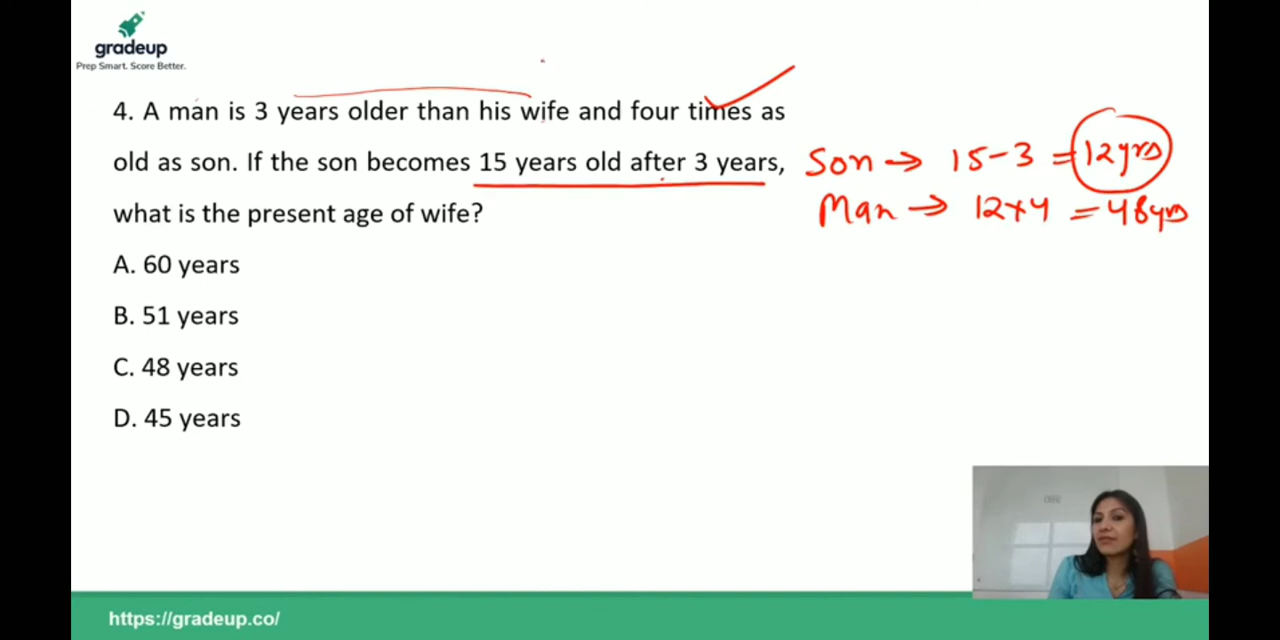 gradeup
Prep Smart. Score Better.
4. A man is 3 years older than his wife and four times as
old as son. If the son becomes 15 years old after 3 years,
what is the present age of wife?
A. 60 years
B. 51 years
C. 48 years
D. 45 years
Son → 15-3 = 12yrs
Man → 12×4 = 48yrs
https://gradeup.co/